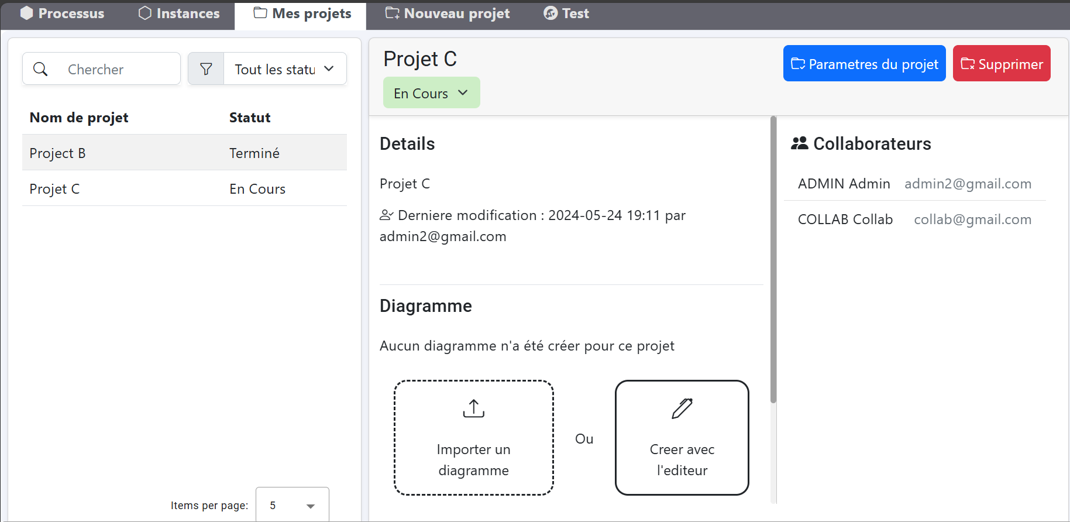 Processus Instances Mes projets Nouveau projet Test
Chercher Tout les statu
Nom de projet Statut
Project B Terminé
Projet C En Cours
Items per page: 5
Projet C
En Cours
Parametres du projet Supprimer
Details
Projet C
Derniere modification : 2024-05-24 19:11 par
admin2@gmail.com
Diagramme
Aucun diagramme n'a été créer pour ce projet
Importer un
diagramme
Ou
Creer avec
l'editeur
Collaborateurs
ADMIN Admin admin2@gmail.com
COLLAB Collab collab@gmail.com